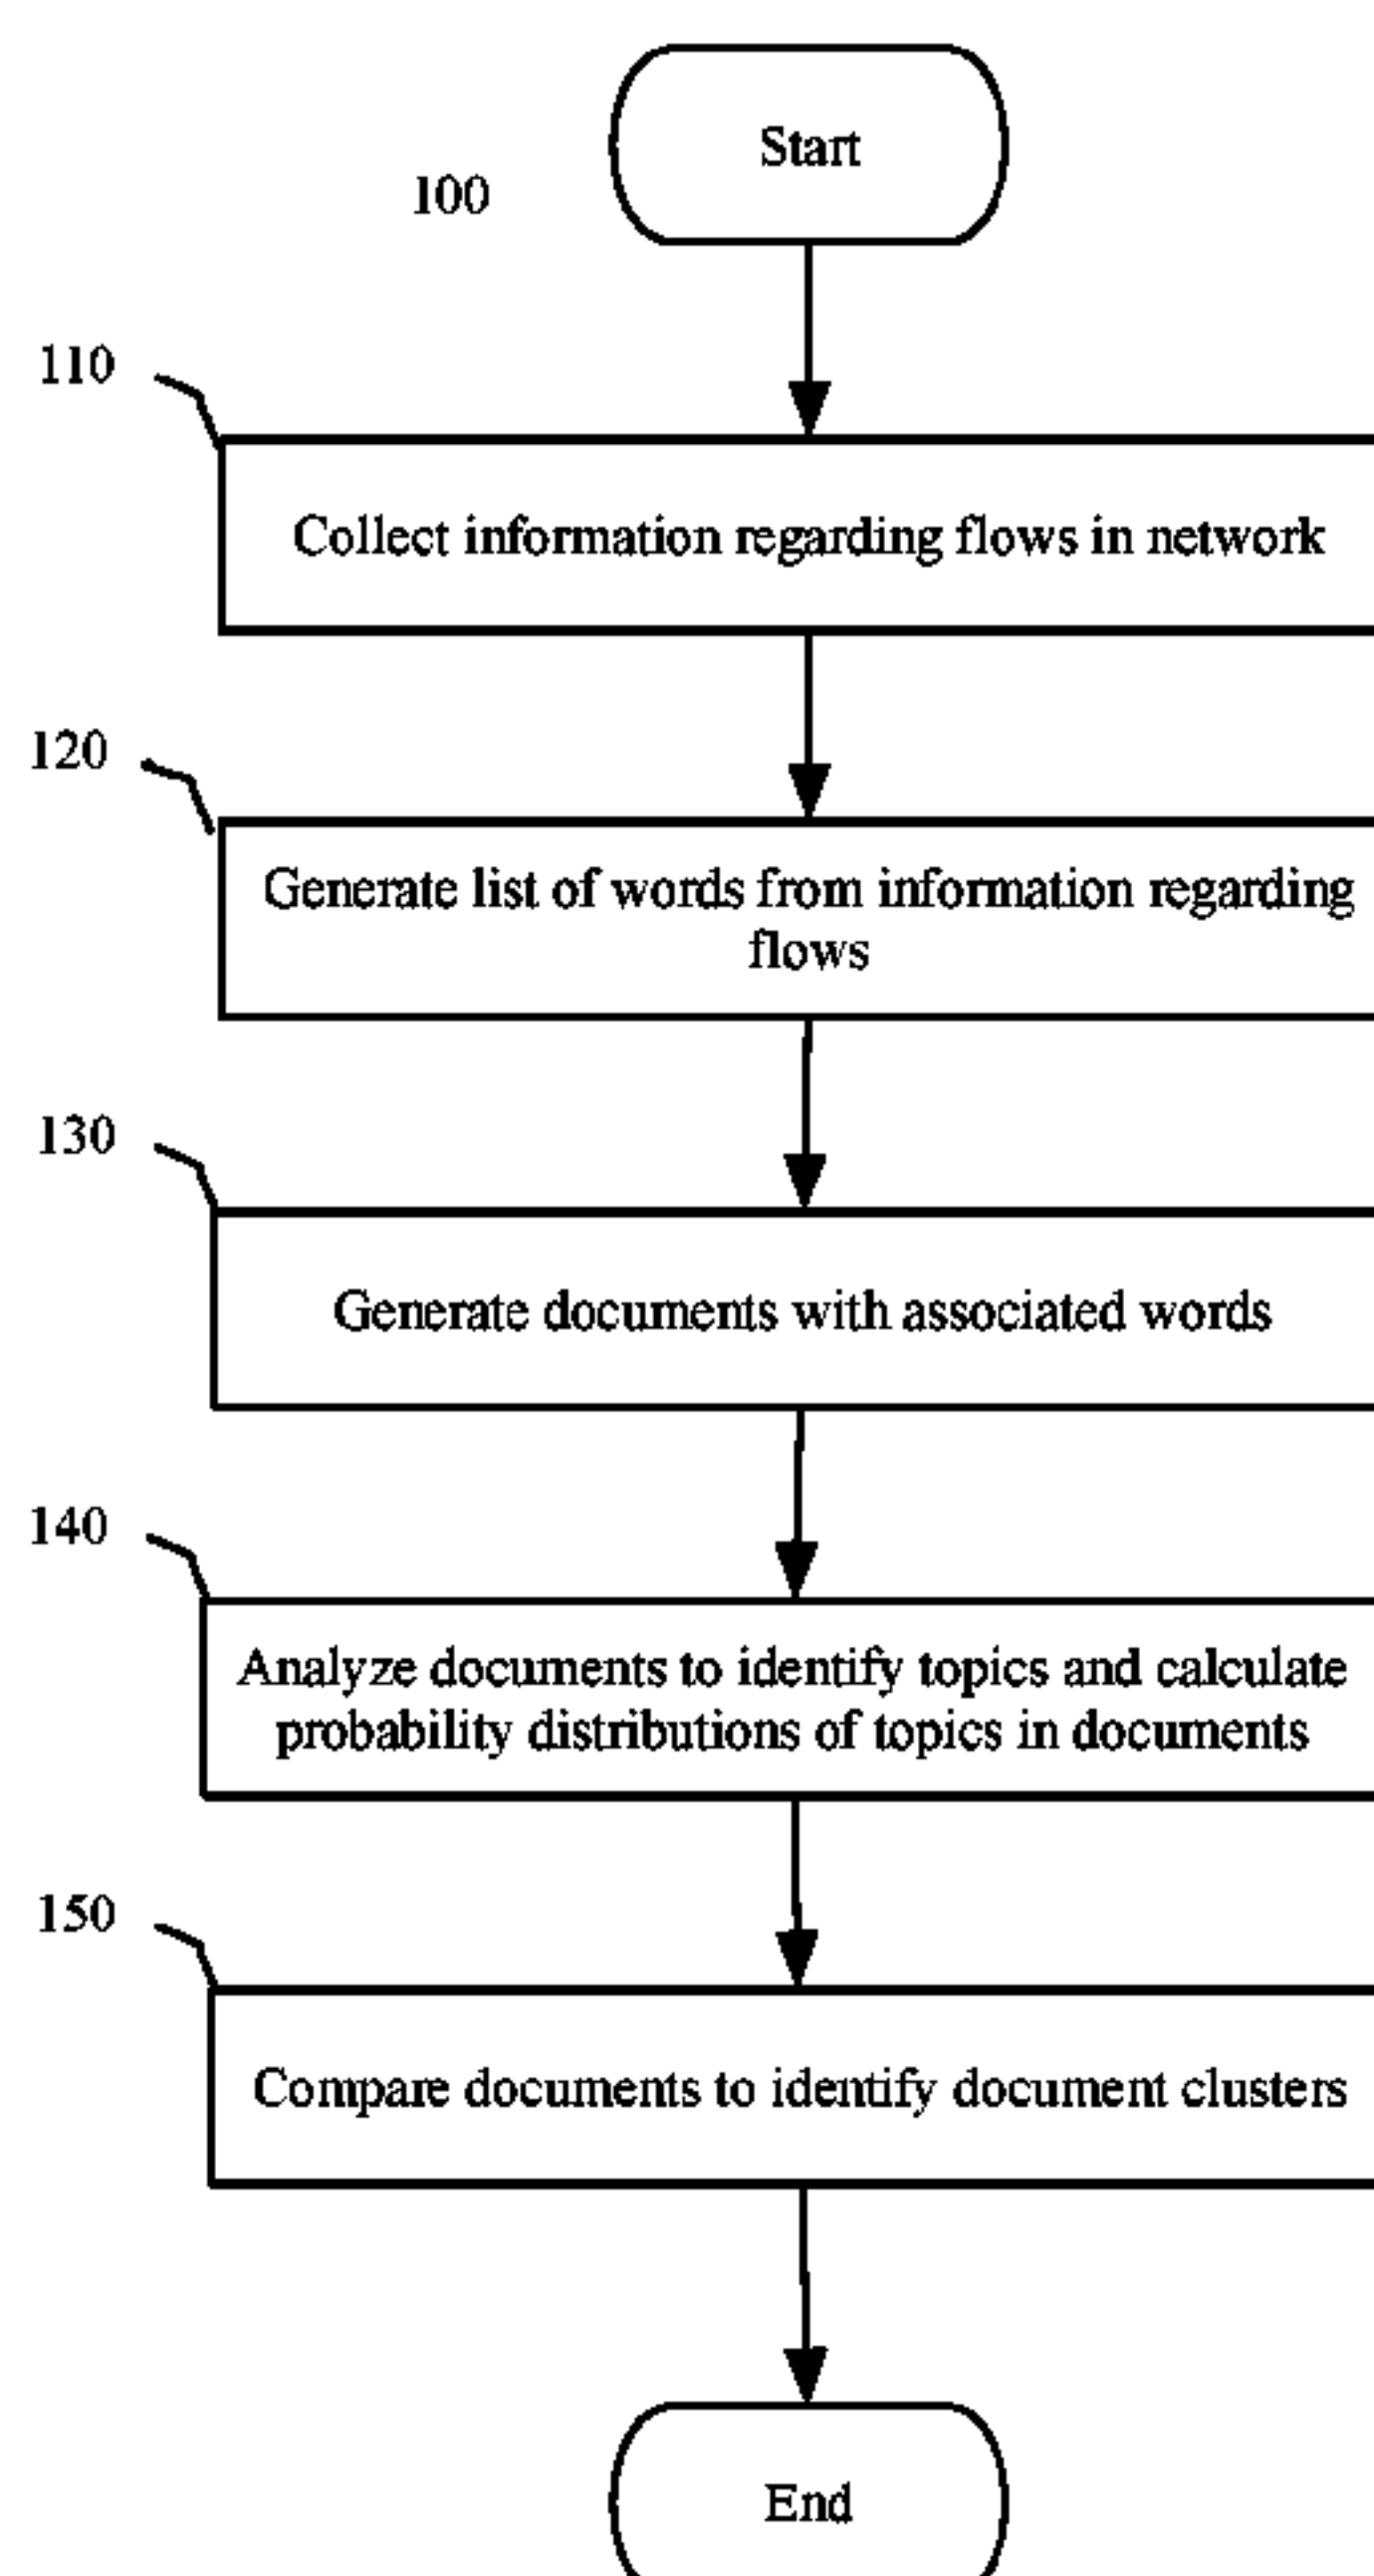 Start
100
110
Collect information regarding flows in network
120
Generate list of words from information regarding
flows
130
Generate documents with associated words
140
Analyze documents to identify topics and calculate
probability distributions of topics in documents
150
Compare documents to identify document clusters
End